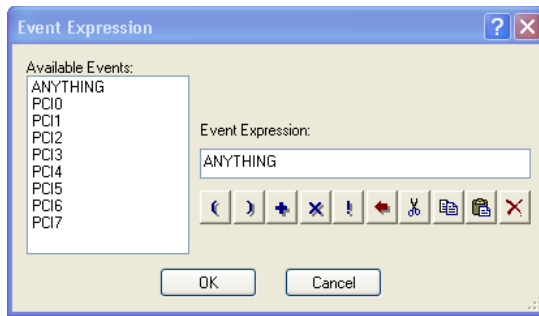 Event Expression
Available Events:
ANYTHING
PCI0
PCI1
PCI2
PCI3
PCI4
PCI5
PCI6
PCI7
Event Expression:
ANYTHING
( ) + × !
OK Cancel